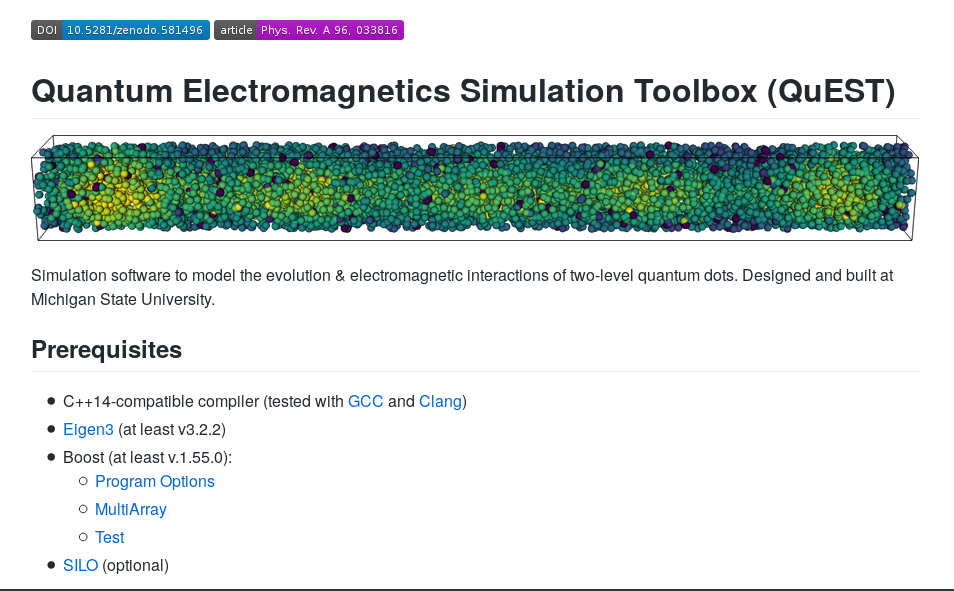 DOI 10.5281/zenodo.581496 article Phys. Rev. A 96, 033816
Quantum Electromagnetics Simulation Toolbox (QuEST)
Simulation software to model the evolution & electromagnetic interactions of two-level quantum dots. Designed and built at
Michigan State University.
Prerequisites
C++14-compatible compiler (tested with GCC and Clang)
Eigen3 (at least v3.2.2)
Boost (at least v.1.55.0):
Program Options
MultiArray
Test
SILO (optional)